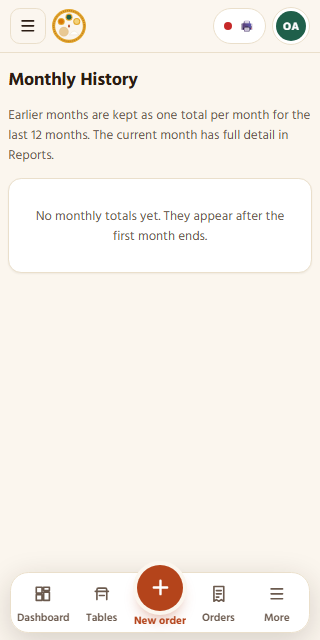 OA
Monthly History
Earlier months are kept as one total per month for the
last 12 months. The current month has full detail in
Reports.
No monthly totals yet. They appear after the
first month ends.
Dashboard
Tables
New order
Orders
More